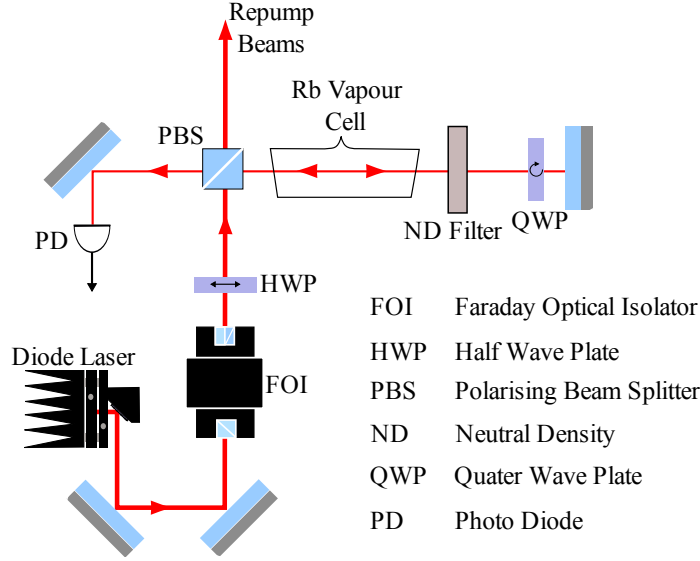 Repump
Beams
Rb Vapour
Cell
PBS
ND Filter
QWP
PD
HWP
Diode Laser
FOI
FOI Faraday Optical Isolator
HWP Half Wave Plate
PBS Polarising Beam Splitter
ND Neutral Density
QWP Quater Wave Plate
PD Photo Diode